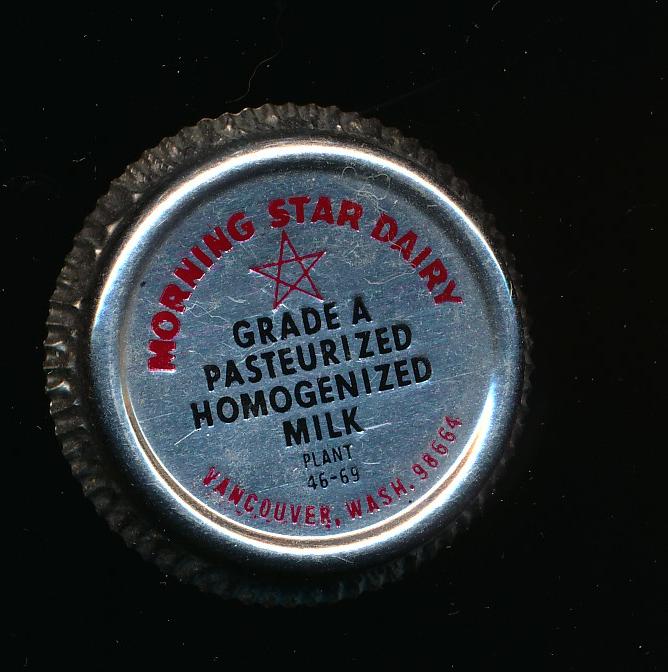 MORNING STAR DAIRY
GRADE A
PASTEURIZED
HOMOGENIZED
MILK
PLANT
46-69
VANCOUVER, WASH. 98664